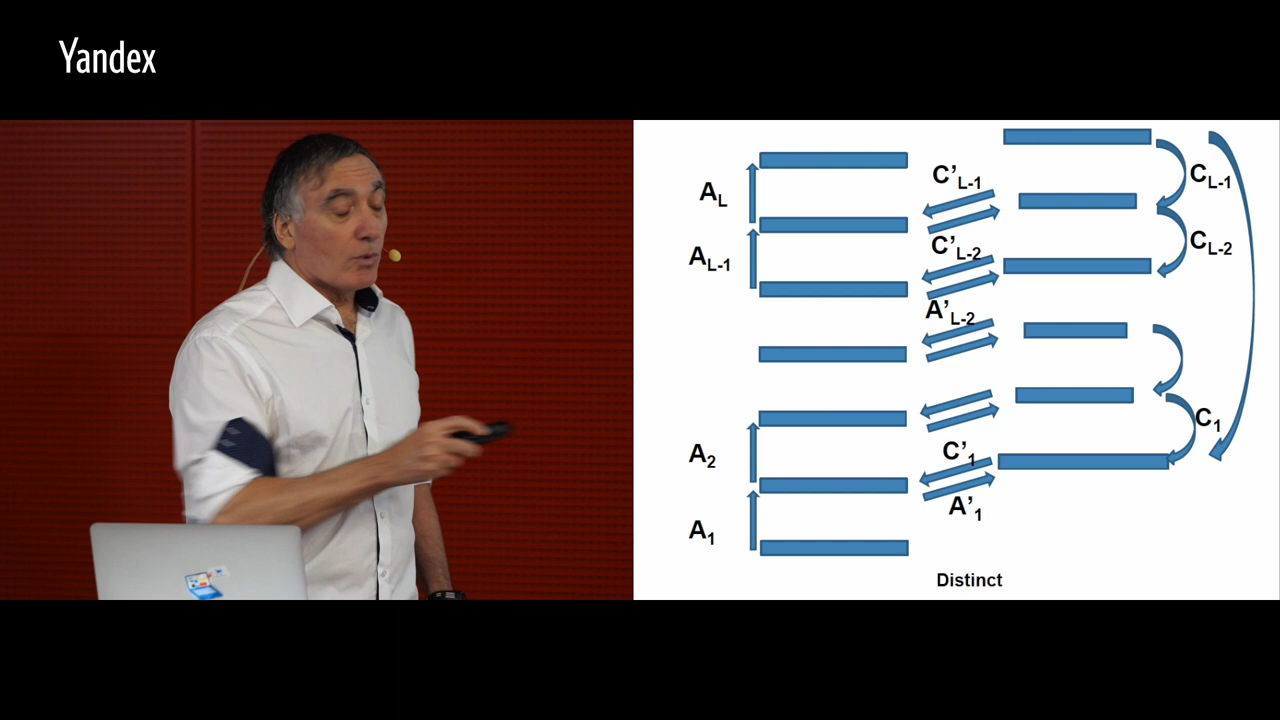 Yandex
C'L-1
CL-1
AL
C'L-2
CL-2
AL-1
A'L-2
C1
A2
C'1
A'1
A1
Distinct